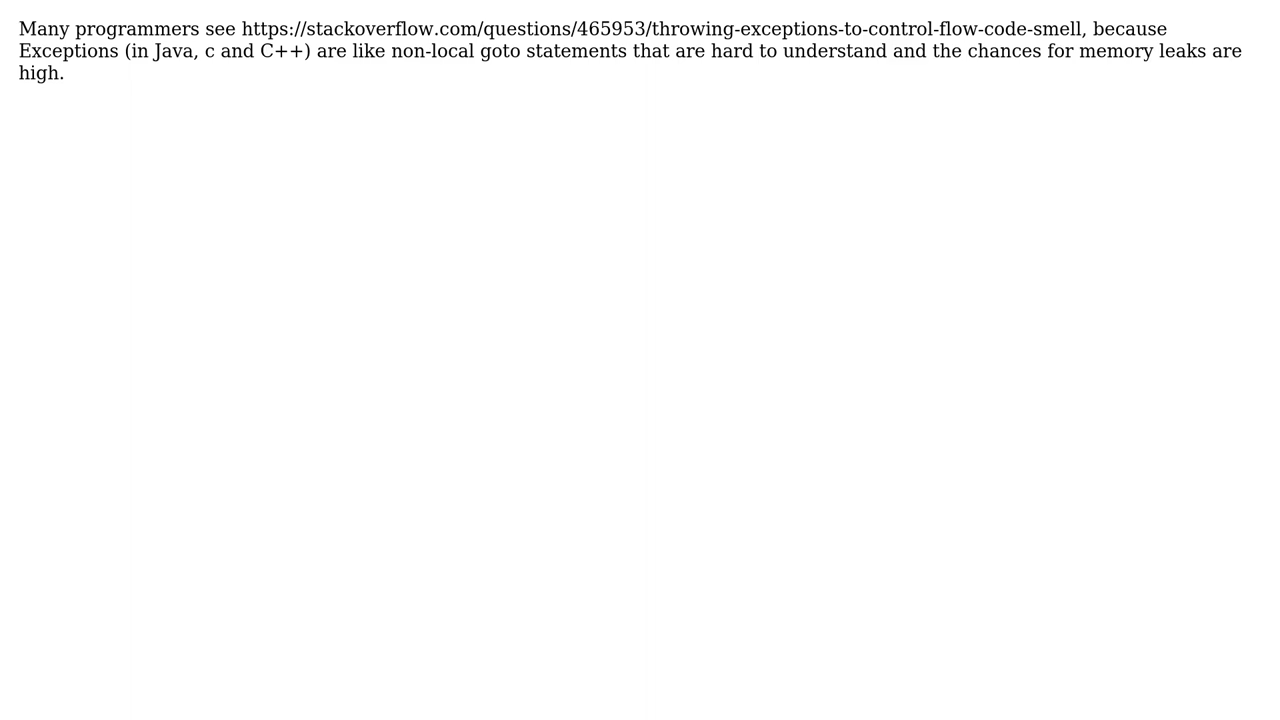 Many programmers see https://stackoverflow.com/questions/465953/throwing-exceptions-to-control-flow-code-smell, because
Exceptions (in Java, c and C++) are like non-local goto statements that are hard to understand and the chances for memory leaks are
high.